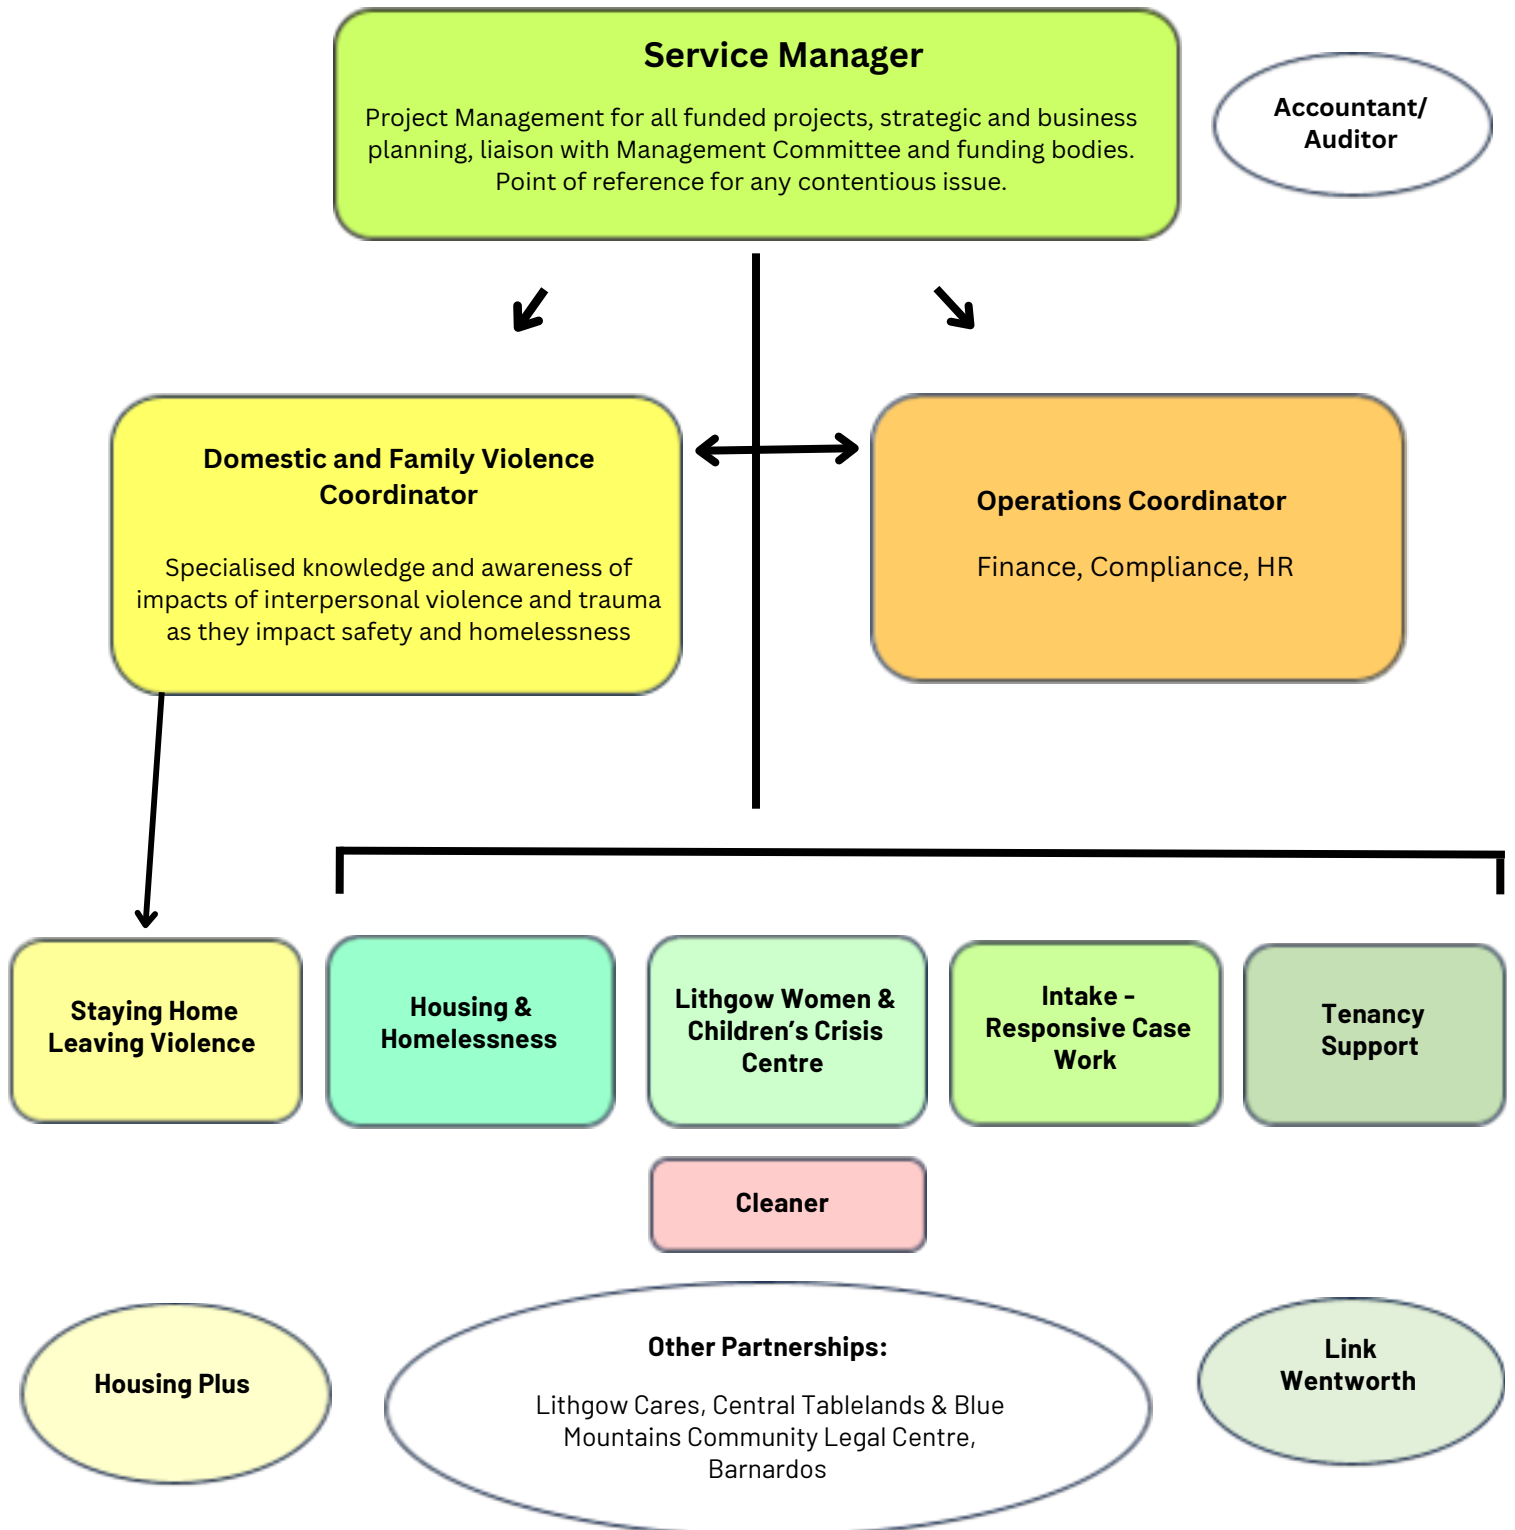 Service Manager
Project Management for all funded projects, strategic and business
planning, liaison with Management Committee and funding bodies.
Point of reference for any contentious issue.
Accountant/
Auditor
Domestic and Family Violence
Coordinator
Specialised knowledge and awareness of
impacts of interpersonal violence and trauma
as they impact safety and homelessness
Operations Coordinator
Finance, Compliance, HR
Staying Home
Leaving Violence
Housing &
Homelessness
Lithgow Women &
Children’s Crisis
Centre
Intake -
Responsive Case
Work
Tenancy
Support
Cleaner
Housing Plus
Other Partnerships:
Lithgow Cares, Central Tablelands & Blue
Mountains Community Legal Centre,
Barnardos
Link
Wentworth